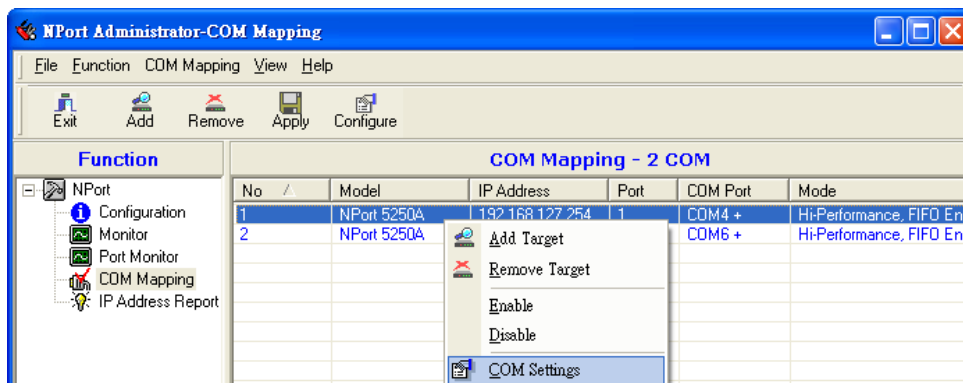 NPort Administrator-COM Mapping
File Function COM Mapping View Help
Exit Add Remove Apply Configure
Function
COM Mapping - 2 COM
NPort
Configuration
Monitor
Port Monitor
COM Mapping
IP Address Report
No Model IP Address Port COM Port Mode
1 NPort 5250A 192.168.127.254 1 COM4 + Hi-Performance, FIFO En
2 NPort 5250A COM6 + Hi-Performance, FIFO En
Add Target
Remove Target
Enable
Disable
COM Settings